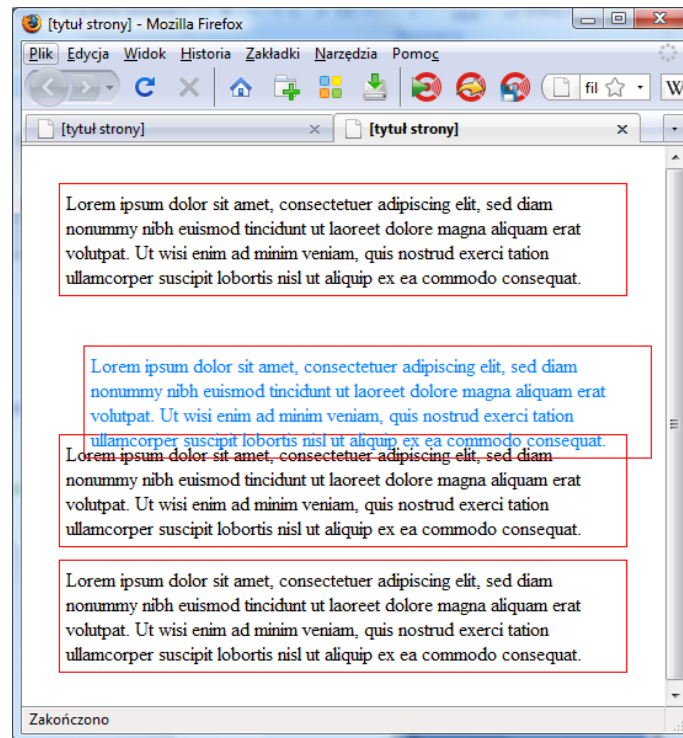 [tytuł strony] - Mozilla Firefox
Plik Edycja Widok Historia Zakładki Narzędzia Pomoc
fil W
[tytuł strony] [tytuł strony]
Lorem ipsum dolor sit amet, consectetuer adipiscing elit, sed diam
nonummy nibh euismod tincidunt ut laoreet dolore magna aliquam erat
volutpat. Ut wisi enim ad minim veniam, quis nostrud exerci tation
ullamcorper suscipit lobortis nisl ut aliquip ex ea commodo consequat.
Lorem ipsum dolor sit amet, consectetuer adipiscing elit, sed diam
nonummy nibh euismod tincidunt ut laoreet dolore magna aliquam erat
volutpat. Ut wisi enim ad minim veniam, quis nostrud exerci tation
ullamcorper suscipit lobortis nisl ut aliquip ex ea commodo consequat.
Lorem ipsum dolor sit amet, consectetuer adipiscing elit, sed diam
nonummy nibh euismod tincidunt ut laoreet dolore magna aliquam erat
volutpat. Ut wisi enim ad minim veniam, quis nostrud exerci tation
ullamcorper suscipit lobortis nisl ut aliquip ex ea commodo consequat.
Lorem ipsum dolor sit amet, consectetuer adipiscing elit, sed diam
nonummy nibh euismod tincidunt ut laoreet dolore magna aliquam erat
volutpat. Ut wisi enim ad minim veniam, quis nostrud exerci tation
ullamcorper suscipit lobortis nisl ut aliquip ex ea commodo consequat.
Zakończono